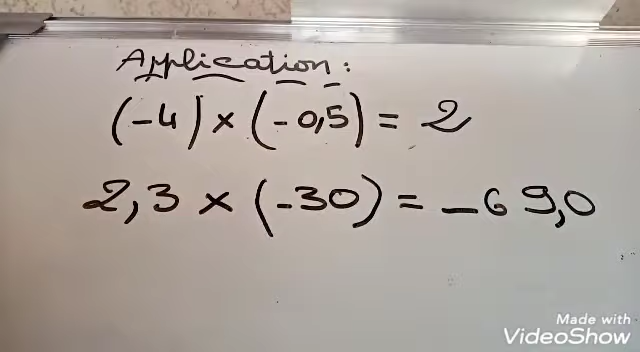 Application :
(-4) × (-0,5) = 2
2,3 × (-30) = -69,0
Made with
VideoShow